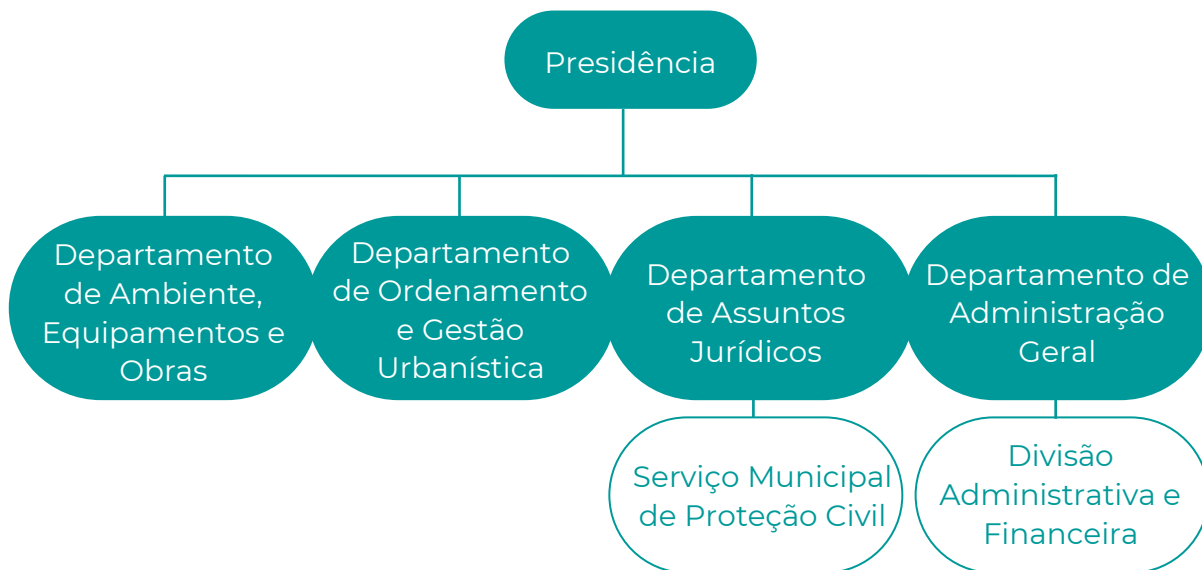 Presidência
Departamento
de Ambiente,
Equipamentos e
Obras
Departamento
de Ordenamento
e Gestão
Urbanística
Departamento
de Assuntos
Jurídicos
Departamento de
Administração
Geral
Serviço Municipal
de Proteção Civil
Divisão
Administrativa e
Financeira